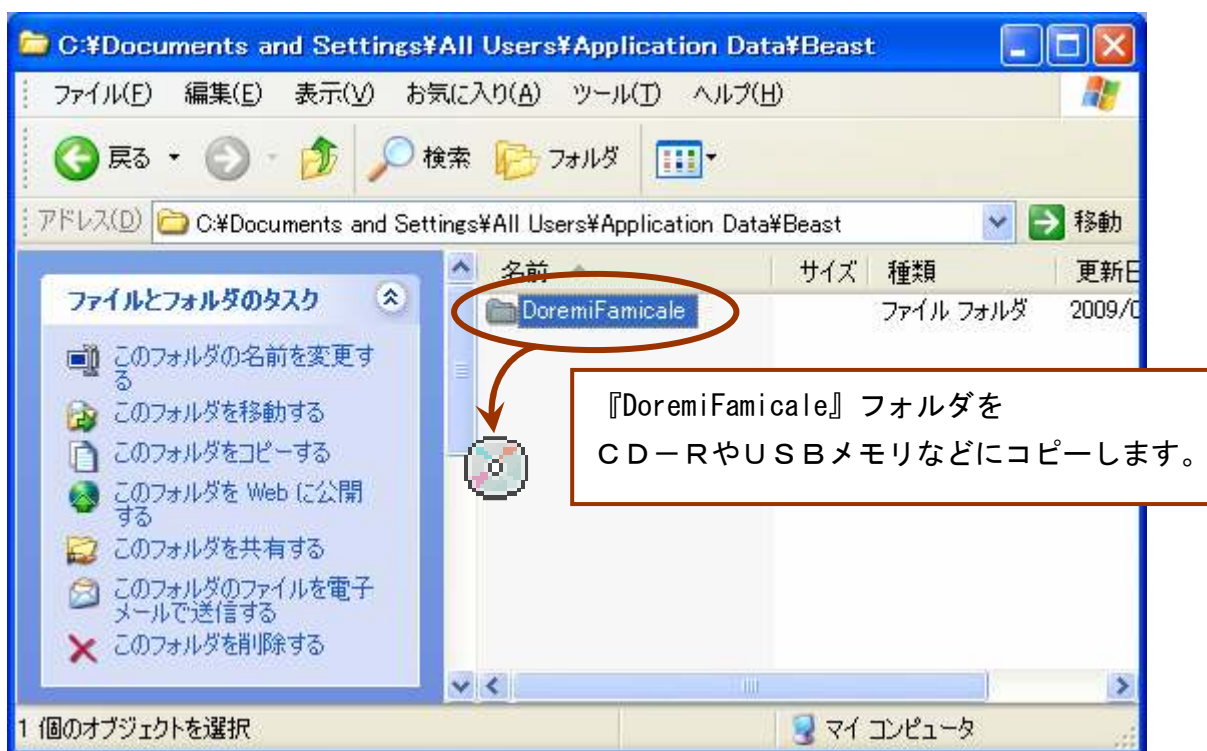 C:¥Documents and Settings¥All Users¥Application Data¥Beast
ファイル(F) 編集(E) 表示(V) お気に入り(A) ツール(T) ヘルプ(H)
戻る 検索 フォルダ
アドレス(D) C:¥Documents and Settings¥All Users¥Application Data¥Beast 移動
名前 サイズ 種類 更新日
DoremiFamicale ファイル フォルダ 2009/0
ファイルとフォルダのタスク
このフォルダの名前を変更す
る
このフォルダを移動する
このフォルダをコピーする
このフォルダを Web に公開
する
このフォルダを共有する
このフォルダのファイルを電子
メールで送信する
このフォルダを削除する
『DoremiFamicale』フォルダを
CD-RやUSBメモリなどにコピーします。
1 個のオブジェクトを選択 マイ コンピュータ